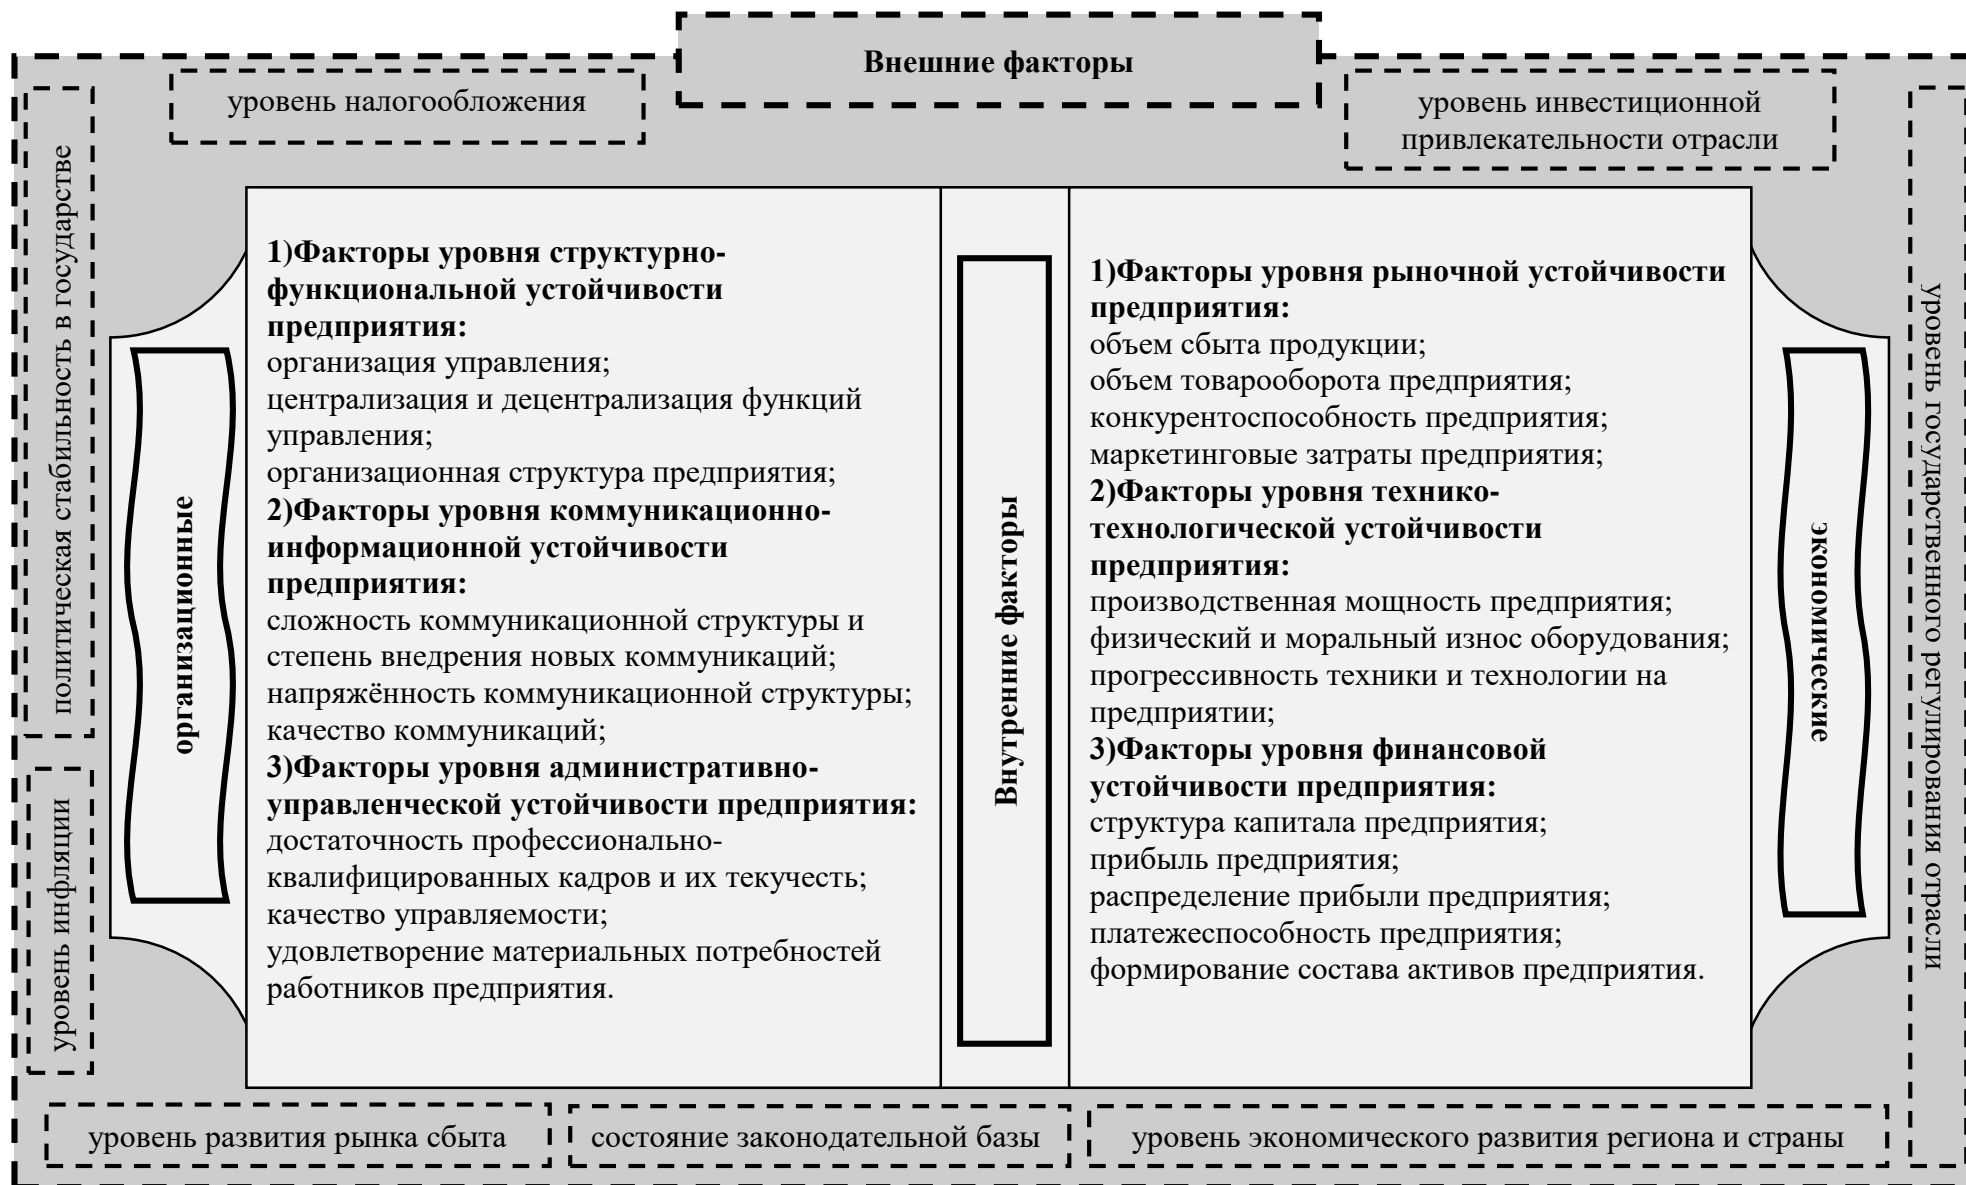 Внешние факторы
уровень налогообложения
уровень инвестиционной
привлекательности отрасли
политическая стабильность в государстве
уровень инфляции
организационные
1)Факторы уровня структурно-
функциональной устойчивости
предприятия:
организация управления;
централизация и децентрализация функций
управления;
организационная структура предприятия;
2)Факторы уровня коммуникационно-
информационной устойчивости
предприятия:
сложность коммуникационной структуры и
степень внедрения новых коммуникаций;
напряжённость коммуникационной структуры;
качество коммуникаций;
3)Факторы уровня административно-
управленческой устойчивости предприятия:
достаточность профессионально-
квалифицированных кадров и их текучесть;
качество управляемости;
удовлетворение материальных потребностей
работников предприятия.
Внутренние факторы
1)Факторы уровня рыночной устойчивости
предприятия:
объем сбыта продукции;
объем товарооборота предприятия;
конкурентоспособность предприятия;
маркетинговые затраты предприятия;
2)Факторы уровня технико-
технологической устойчивости
предприятия:
производственная мощность предприятия;
физический и моральный износ оборудования;
прогрессивность техники и технологии на
предприятии;
3)Факторы уровня финансовой
устойчивости предприятия:
структура капитала предприятия;
прибыль предприятия;
распределение прибыли предприятия;
платежеспособность предприятия;
формирование состава активов предприятия.
экономические
уровень государственного регулирования отрасли
уровень развития рынка сбыта
состояние законодательной базы
уровень экономического развития региона и страны